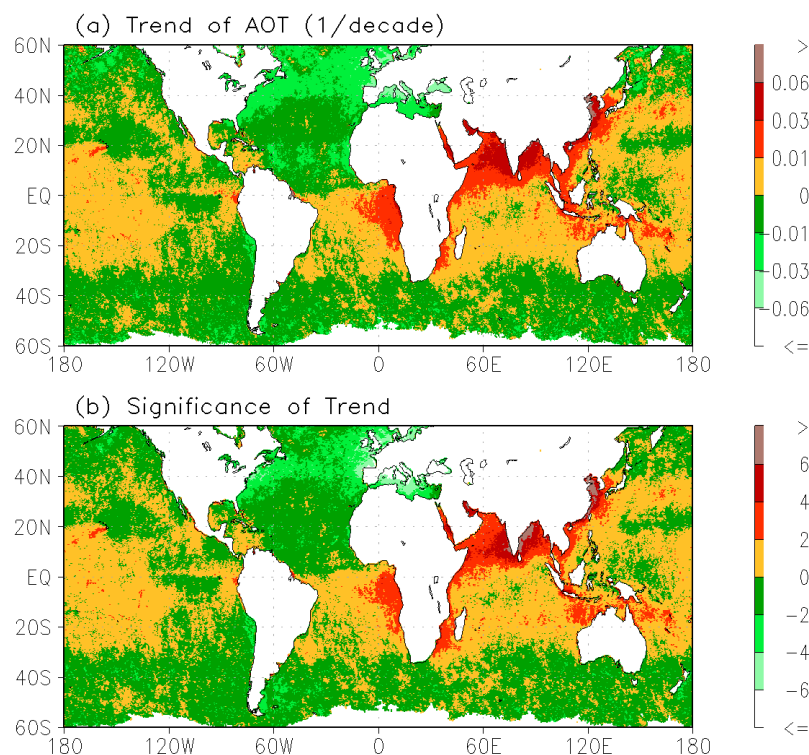 (a) Trend of AOT (1/decade)
60N
40N
20N
EQ
20S
40S
60S
180 120W 60W 0 60E 120E 180
>
0.06
0.03
0.01
0
-0.01
-0.03
-0.06
<=
(b) Significance of Trend
60N
40N
20N
EQ
20S
40S
60S
180 120W 60W 0 60E 120E 180
>
6
4
2
0
-2
-4
-6
<=